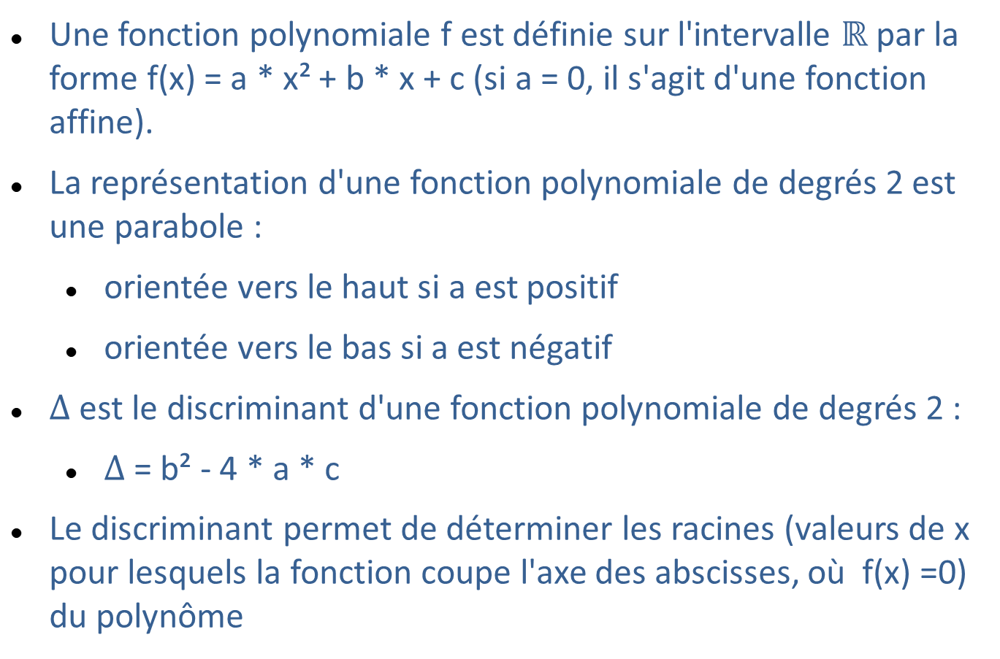 Une fonction polynomiale f est définie sur l'intervalle ℝ par la
forme f(x) = a * x² + b * x + c (si a = 0, il s'agit d'une fonction
affine).
La représentation d'une fonction polynomiale de degrés 2 est
une parabole :
orientée vers le haut si a est positif
orientée vers le bas si a est négatif
Δ est le discriminant d'une fonction polynomiale de degrés 2 :
Δ = b² - 4 * a * c
Le discriminant permet de déterminer les racines (valeurs de x
pour lesquels la fonction coupe l'axe des abscisses, où  f(x) =0)
du polynôme